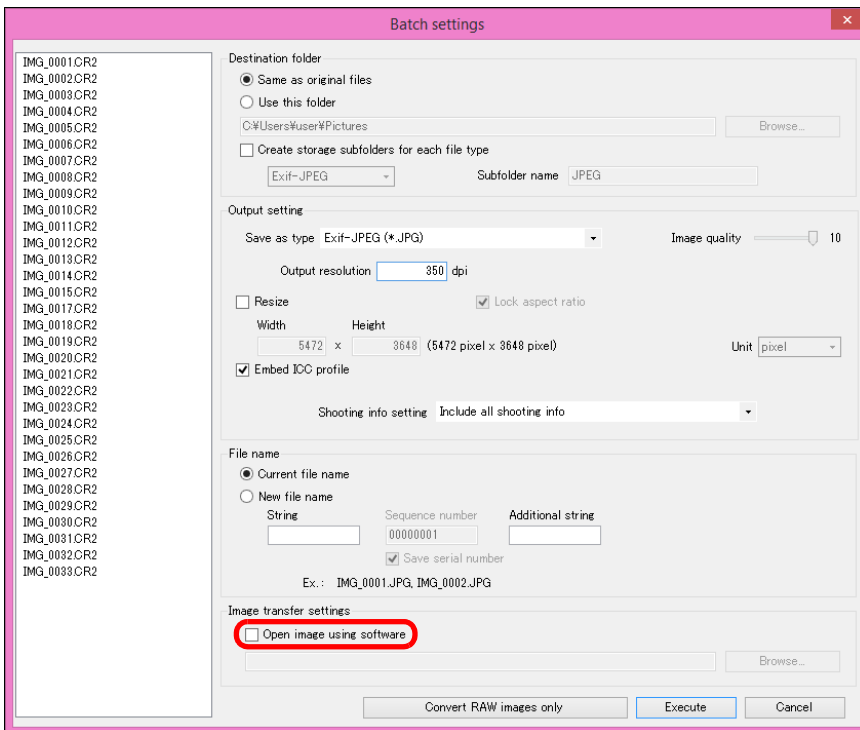 Batch settings
IMG_0001.CR2
IMG_0002.CR2
IMG_0003.CR2
IMG_0004.CR2
IMG_0005.CR2
IMG_0006.CR2
IMG_0007.CR2
IMG_0008.CR2
IMG_0009.CR2
IMG_0010.CR2
IMG_0011.CR2
IMG_0012.CR2
IMG_0013.CR2
IMG_0014.CR2
IMG_0015.CR2
IMG_0017.CR2
IMG_0018.CR2
IMG_0019.CR2
IMG_0020.CR2
IMG_0021.CR2
IMG_0022.CR2
IMG_0023.CR2
IMG_0024.CR2
IMG_0025.CR2
IMG_0026.CR2
IMG_0027.CR2
IMG_0028.CR2
IMG_0029.CR2
IMG_0030.CR2
IMG_0031.CR2
IMG_0032.CR2
IMG_0033.CR2
Destination folder
Same as original files
Use this folder
C:¥Users¥user¥Pictures Browse...
Create storage subfolders for each file type
Exif-JPEG Subfolder name JPEG
Output setting
Save as type Exif-JPEG (*.JPG) Image quality 10
Output resolution 350 dpi
Resize Lock aspect ratio
Width Height
5472 x 3648 (5472 pixel x 3648 pixel) Unit pixel
Embed ICC profile
Shooting info setting Include all shooting info
File name
Current file name
New file name
String Sequence number Additional string
00000001
Save serial number
Ex.: IMG_0001.JPG, IMG_0002.JPG
Image transfer settings
Open image using software
Browse...
Convert RAW images only Execute Cancel